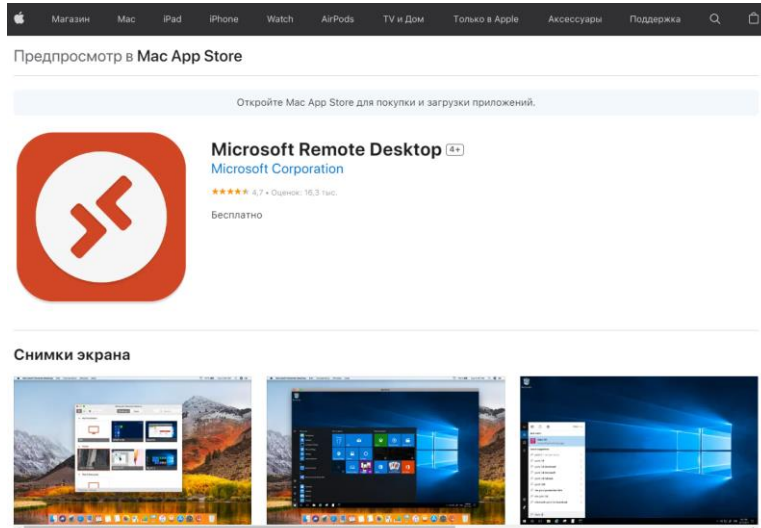 Магазин Mac iPad iPhone Watch AirPods TV и Дом Только в Apple Аксессуары Поддержка
Предпросмотр в Mac App Store
Откройте Mac App Store для покупки и загрузки приложений.
Microsoft Remote Desktop 4+
Microsoft Corporation
4,7 • Оценок: 16,3 тыс.
Бесплатно
Снимки экрана